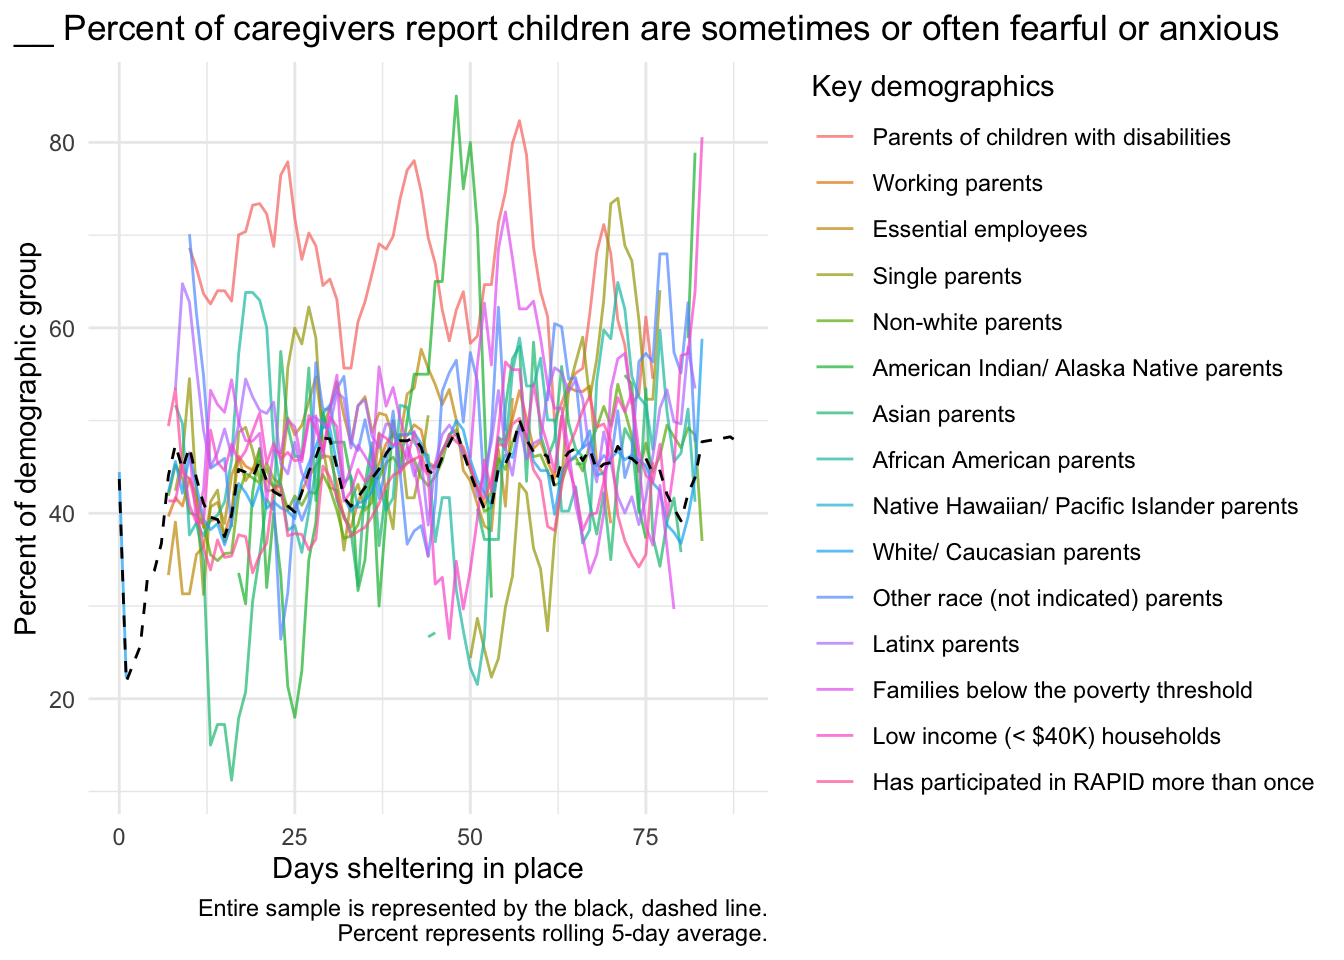 __ Percent of caregivers report children are sometimes or often fearful or anxious
Percent of demographic group
80
60
40
20
0
25
50
75
Days sheltering in place
Entire sample is represented by the black, dashed line.
Percent represents rolling 5-day average.
Key demographics
Parents of children with disabilities
Working parents
Essential employees
Single parents
Non-white parents
American Indian/ Alaska Native parents
Asian parents
African American parents
Native Hawaiian/ Pacific Islander parents
White/ Caucasian parents
Other race (not indicated) parents
Latinx parents
Families below the poverty threshold
Low income (< $40K) households
Has participated in RAPID more than once